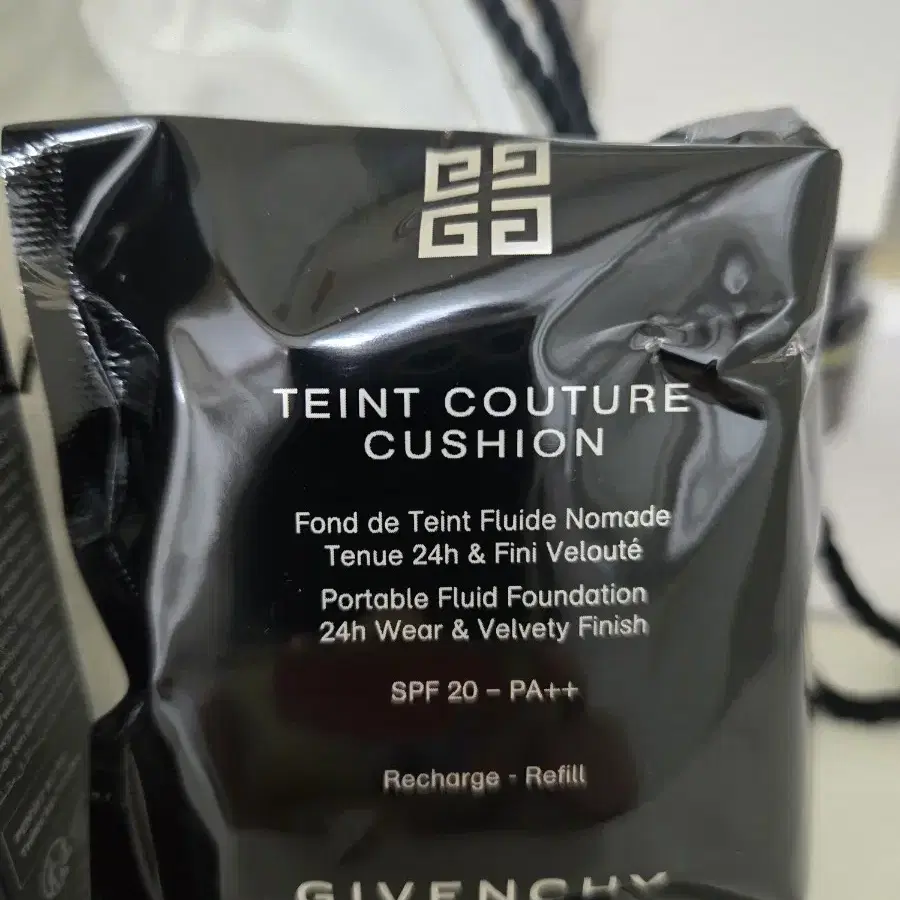 TEINT COUTURE
CUSHION
Fond de Teint Fluide Nomade
Tenue 24h & Fini Velouté
Portable Fluid Foundation
24h Wear & Velvety Finish
SPF 20 – PA++
Recharge - Refill
GIVENCHY